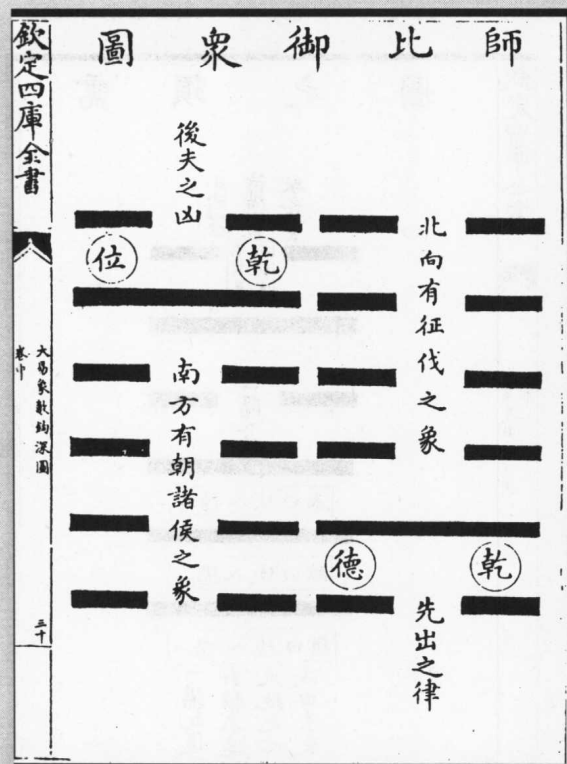 師比御衆圖
北向有征伐之象
乾
德
先出之律
後夫之凶
乾
位
南方有朝諸侯之象
欽定四庫全書
大易象數鉤深圖
卷中
三十